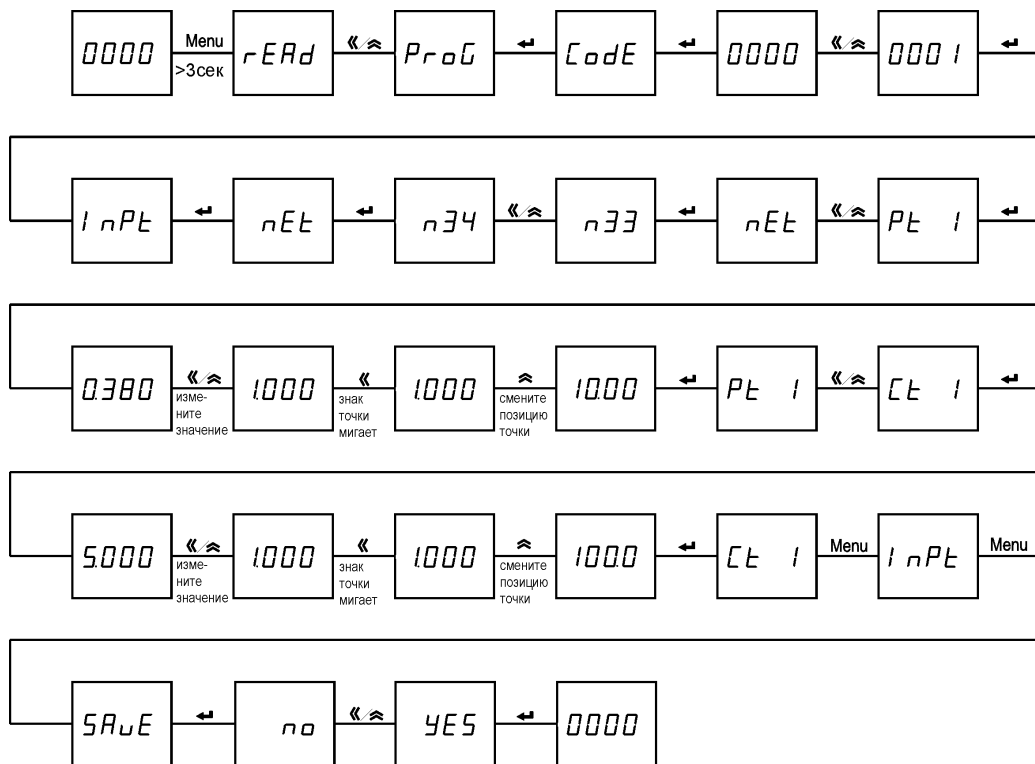 0000 Menu >3сек rEAd ProG CodE 0000 0001
InPt nEt n34 n33 nEt Pt 1
0.380 изме-ните значение 1.000 знак точки мигает 1.000 смените позицию точки 10.00 Pt 1 Ct 1
5.000 изме-ните значение 1.000 знак точки мигает 1.000 смените позицию точки 100.0 Ct 1 Menu InPt Menu
SAvE no YES 0000